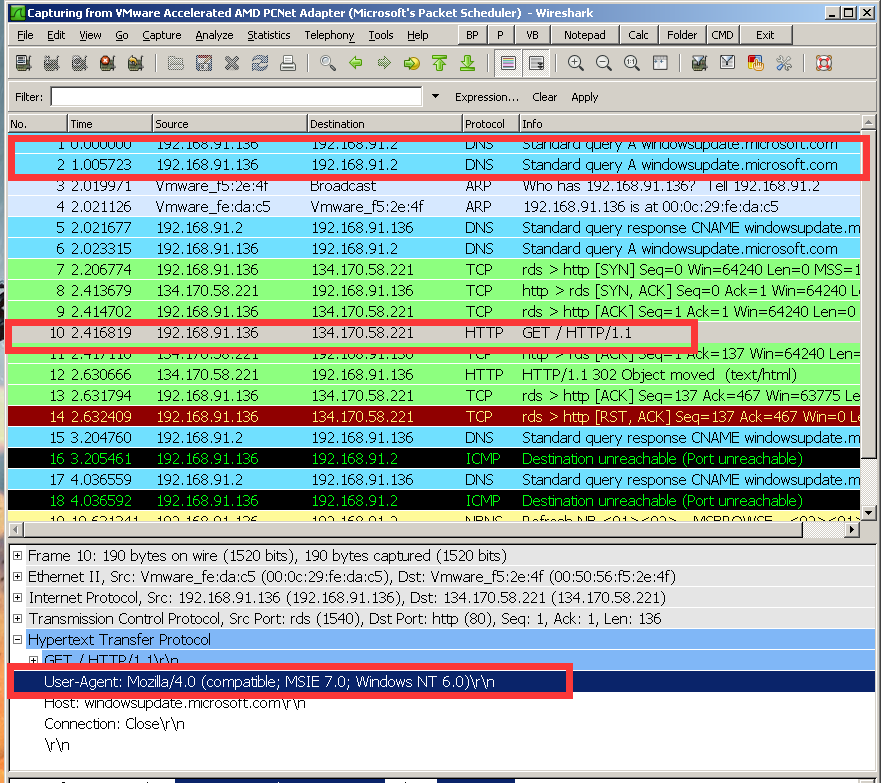 Capturing from VMware Accelerated AMD PCNet Adapter (Microsoft's Packet Scheduler) - Wireshark
File Edit View Go Capture Analyze Statistics Telephony Tools Help BP P VB Notepad Calc Folder CMD Exit
Filter: Expression... Clear Apply
No. Time Source Destination Protocol Info
1 0.000000 192.168.91.136 192.168.91.2 DNS Standard query A windowsupdate.microsoft.com
2 1.005723 192.168.91.136 192.168.91.2 DNS Standard query A windowsupdate.microsoft.com
3 2.019971 Vmware_f5:2e:4f Broadcast ARP Who has 192.168.91.136? Tell 192.168.91.2
4 2.021126 Vmware_fe:da:c5 Vmware_f5:2e:4f ARP 192.168.91.136 is at 00:0c:29:fe:da:c5
5 2.021677 192.168.91.2 192.168.91.136 DNS Standard query response CNAME windowsupdate.m
6 2.023315 192.168.91.136 192.168.91.2 DNS Standard query A windowsupdate.microsoft.com
7 2.206774 192.168.91.136 134.170.58.221 TCP rds > http [SYN] Seq=0 Win=64240 Len=0 MSS=1
8 2.413679 134.170.58.221 192.168.91.136 TCP http > rds [SYN, ACK] Seq=0 Ack=1 Win=64240 L
9 2.414702 192.168.91.136 134.170.58.221 TCP rds > http [ACK] Seq=1 Ack=1 Win=64240 Len=0
10 2.416819 192.168.91.136 134.170.58.221 HTTP GET / HTTP/1.1
11 2.417110 134.170.58.221 192.168.91.136 TCP http > rds [ACK] Seq=1 Ack=137 Win=64240 Len=
12 2.630666 134.170.58.221 192.168.91.136 HTTP HTTP/1.1 302 Object moved (text/html)
13 2.631794 192.168.91.136 134.170.58.221 TCP rds > http [ACK] Seq=137 Ack=467 Win=63775 L
14 2.632409 192.168.91.136 134.170.58.221 TCP rds > http [RST, ACK] Seq=137 Ack=467 Win=0 L
15 3.204760 192.168.91.2 192.168.91.136 DNS Standard query response CNAME windowsupdate.m
16 3.205461 192.168.91.136 192.168.91.2 ICMP Destination unreachable (Port unreachable)
17 4.036559 192.168.91.2 192.168.91.136 DNS Standard query response CNAME windowsupdate.m
18 4.036592 192.168.91.136 192.168.91.2 ICMP Destination unreachable (Port unreachable)
Frame 10: 190 bytes on wire (1520 bits), 190 bytes captured (1520 bits)
Ethernet II, Src: Vmware_fe:da:c5 (00:0c:29:fe:da:c5), Dst: Vmware_f5:2e:4f (00:50:56:f5:2e:4f)
Internet Protocol, Src: 192.168.91.136 (192.168.91.136), Dst: 134.170.58.221 (134.170.58.221)
Transmission Control Protocol, Src Port: rds (1540), Dst Port: http (80), Seq: 1, Ack: 1, Len: 136
Hypertext Transfer Protocol
GET / HTTP/1.1\r\n
User-Agent: Mozilla/4.0 (compatible; MSIE 7.0; Windows NT 6.0)\r\n
Host: windowsupdate.microsoft.com\r\n
Connection: Close\r\n
\r\n